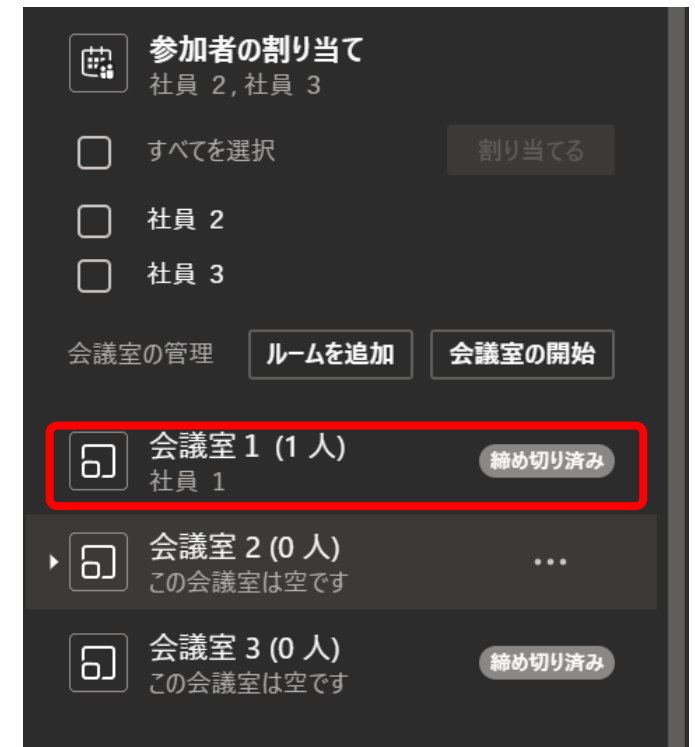 参加者の割り当て
社員 2, 社員 3
すべてを選択 割り当てる
社員 2
社員 3
会議室の管理 ルームを追加 会議室の開始
会議室 1 (1 人) 締め切り済み
社員 1
会議室 2 (0 人) ...
この会議室は空です
会議室 3 (0 人) 締め切り済み
この会議室は空です